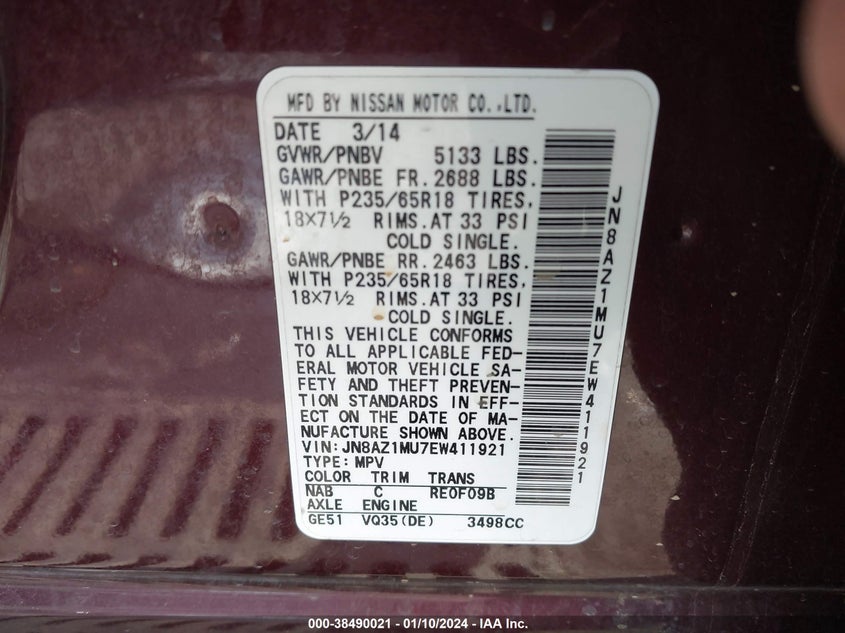 MFD BY NISSAN MOTOR CO.,LTD.
DATE 3/14
GVWR/PNBV 5133 LBS.
GAWR/PNBE FR. 2688 LBS.
WITH P235/65R18 TIRES,
18X7½ RIMS.AT 33 PSI
COLD SINGLE.
GAWR/PNBE RR. 2463 LBS.
WITH P235/65R18 TIRES,
18X7½ RIMS.AT 33 PSI
COLD SINGLE.
THIS VEHICLE CONFORMS
TO ALL APPLICABLE FED-
ERAL MOTOR VEHICLE SA-
FETY AND THEFT PREVEN-
TION STANDARDS IN EFF-
ECT ON THE DATE OF MA-
NUFACTURE SHOWN ABOVE.
VIN:JN8AZ1MU7EW411921
TYPE:MPV
COLOR TRIM TRANS
NAB C RE0F09B
AXLE ENGINE
GE51 VQ35(DE) 3498CC
JN8AZ1MU7EW411921
000-38490021 - 01/10/2024 - IAA Inc.